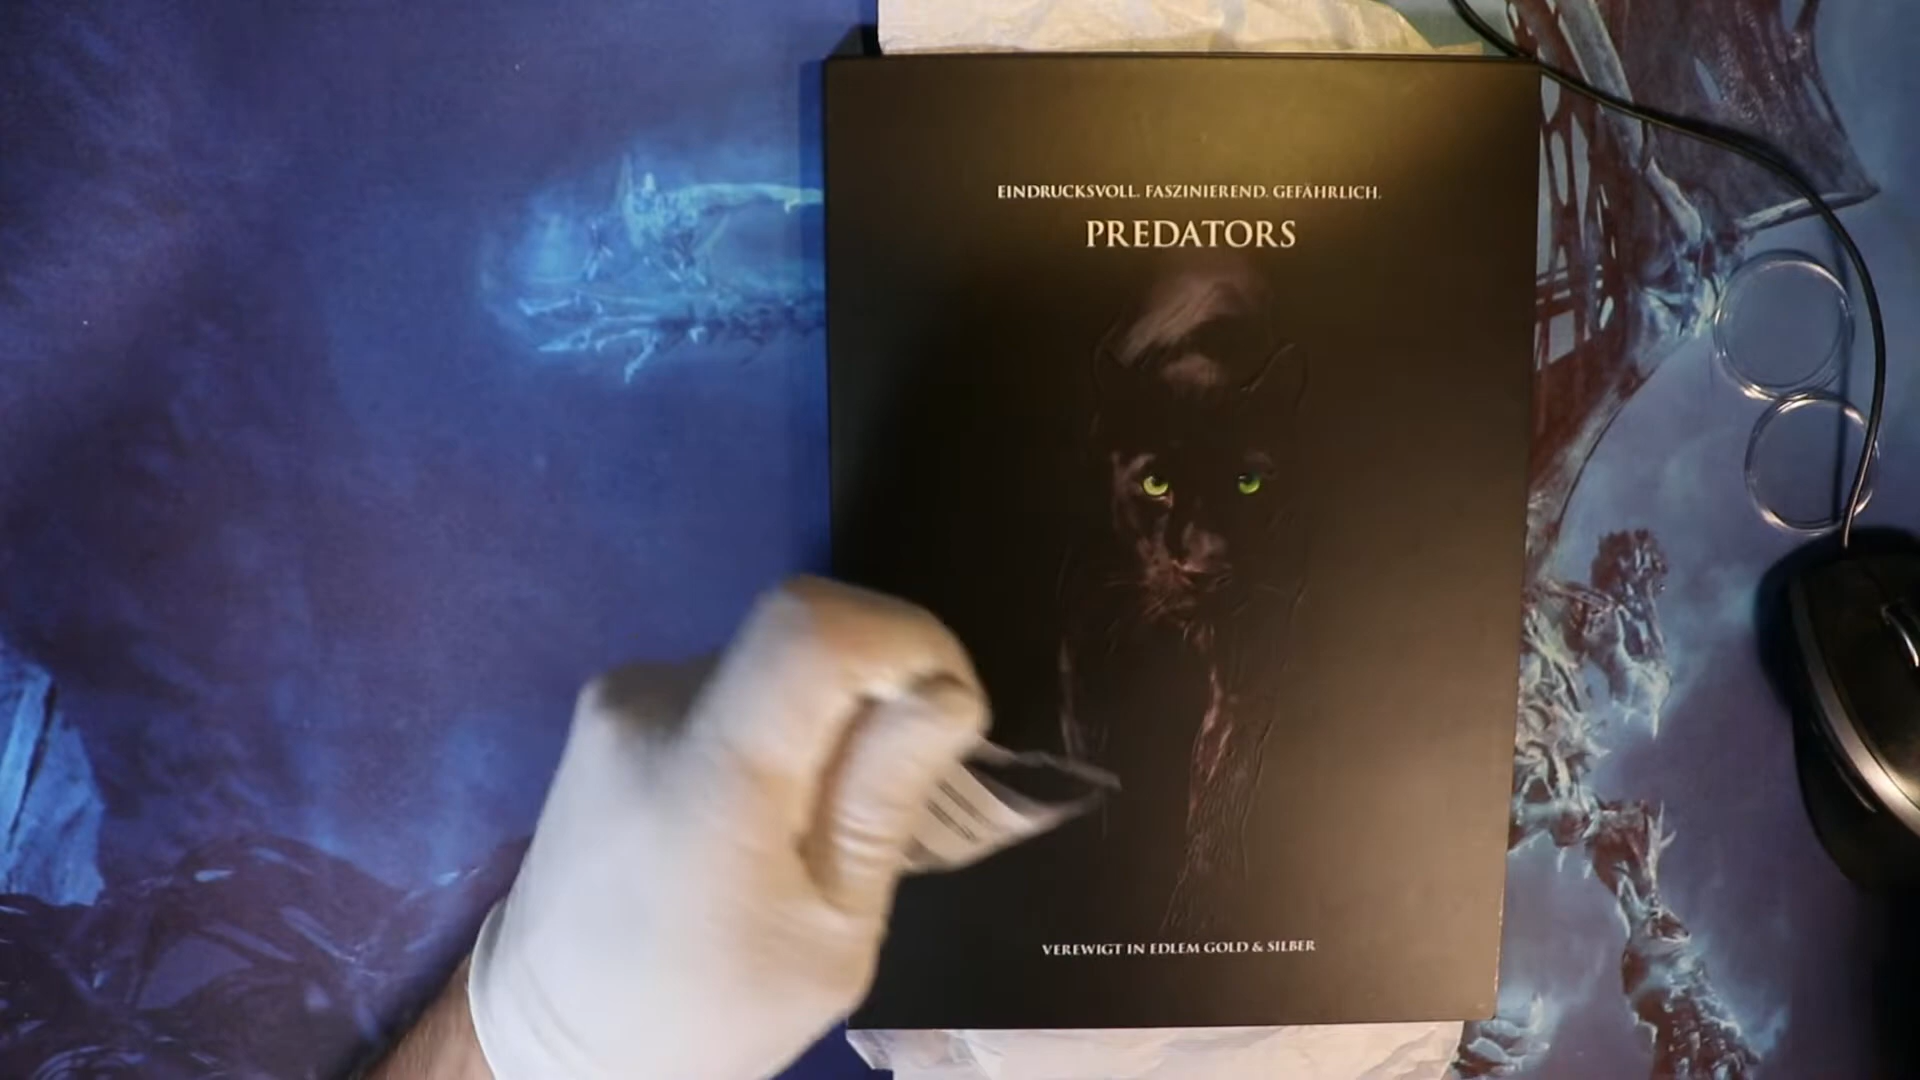 EINDRUCKSVOLL. FASZINIEREND. GEFÄHRLICH.
PREDATORS
VEREWIGT IN EDLEM GOLD & SILBER